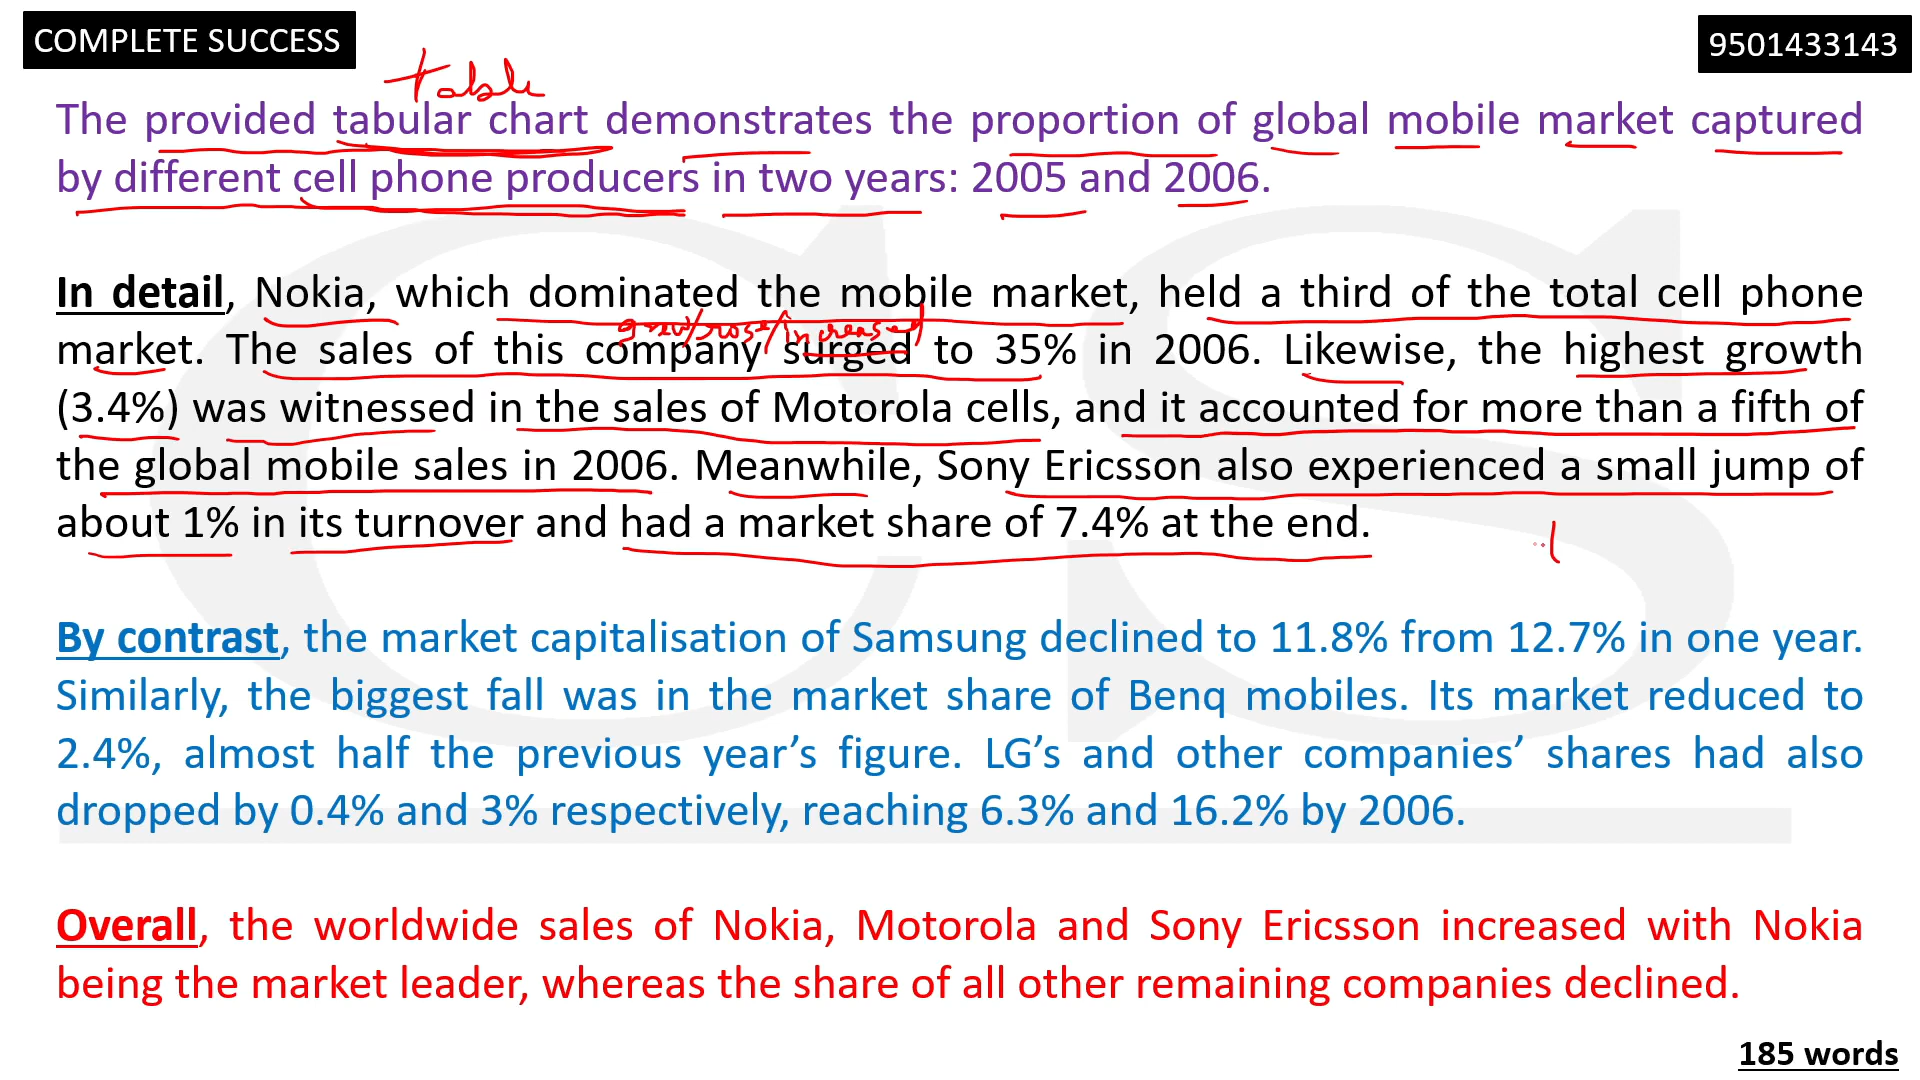 COMPLETE SUCCESS
9501433143
table
The provided tabular chart demonstrates the proportion of global mobile market captured
by different cell phone producers in two years: 2005 and 2006.
In detail, Nokia, which dominated the mobile market, held a third of the total cell phone
grew/rose/increased
market. The sales of this company surged to 35% in 2006. Likewise, the highest growth
(3.4%) was witnessed in the sales of Motorola cells, and it accounted for more than a fifth of
the global mobile sales in 2006. Meanwhile, Sony Ericsson also experienced a small jump of
about 1% in its turnover and had a market share of 7.4% at the end.
By contrast, the market capitalisation of Samsung declined to 11.8% from 12.7% in one year.
Similarly, the biggest fall was in the market share of Benq mobiles. Its market reduced to
2.4%, almost half the previous year’s figure. LG’s and other companies’ shares had also
dropped by 0.4% and 3% respectively, reaching 6.3% and 16.2% by 2006.
Overall, the worldwide sales of Nokia, Motorola and Sony Ericsson increased with Nokia
being the market leader, whereas the share of all other remaining companies declined.
185 words
CS